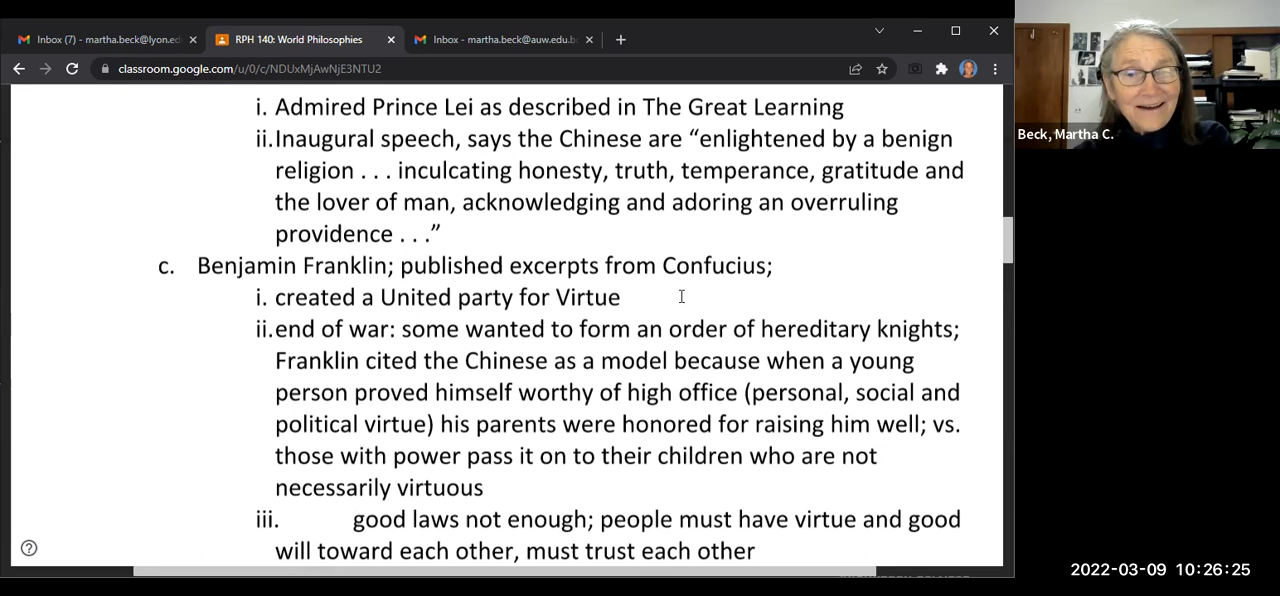 Inbox (7) - martha.beck@lyon.ed
RPH 140: World Philosophies
Inbox - martha.beck@auw.edu.b
classroom.google.com/u/0/c/NDUxMjAwNjE3NTU2
i. Admired Prince Lei as described in The Great Learning
ii. Inaugural speech, says the Chinese are “enlightened by a benign
religion . . . inculcating honesty, truth, temperance, gratitude and
the lover of man, acknowledging and adoring an overruling
providence . . .”
c. Benjamin Franklin; published excerpts from Confucius;
i. created a United party for Virtue
ii. end of war: some wanted to form an order of hereditary knights;
Franklin cited the Chinese as a model because when a young
person proved himself worthy of high office (personal, social and
political virtue) his parents were honored for raising him well; vs.
those with power pass it on to their children who are not
necessarily virtuous
iii. good laws not enough; people must have virtue and good
will toward each other, must trust each other
Beck, Martha C.
2022-03-09 10:26:25